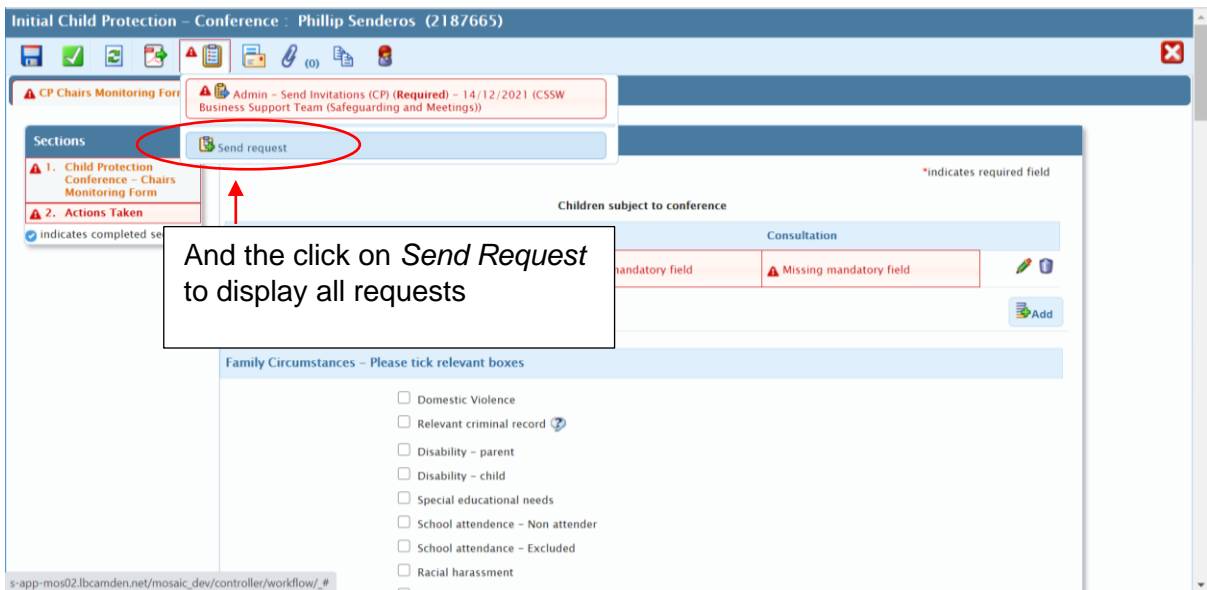 Initial Child Protection – Conference : Phillip Senderos (2187665)
(0)
CP Chairs Monitoring For
Admin – Send Invitations (CP) (Required) – 14/12/2021 (CSSW
Business Support Team (Safeguarding and Meetings))
Send request
Sections
1. Child Protection
Conference – Chairs
Monitoring Form
2. Actions Taken
indicates completed se
*indicates required field
Children subject to conference
Consultation
And the click on Send Request
to display all requests
andatory field
Missing mandatory field
Add
Family Circumstances – Please tick relevant boxes
Domestic Violence
Relevant criminal record
Disability – parent
Disability – child
Special educational needs
School attendence – Non attender
School attendance – Excluded
Racial harassment
s-app-mos02.lbcamden.net/mosaic_dev/controller/workflow/_#